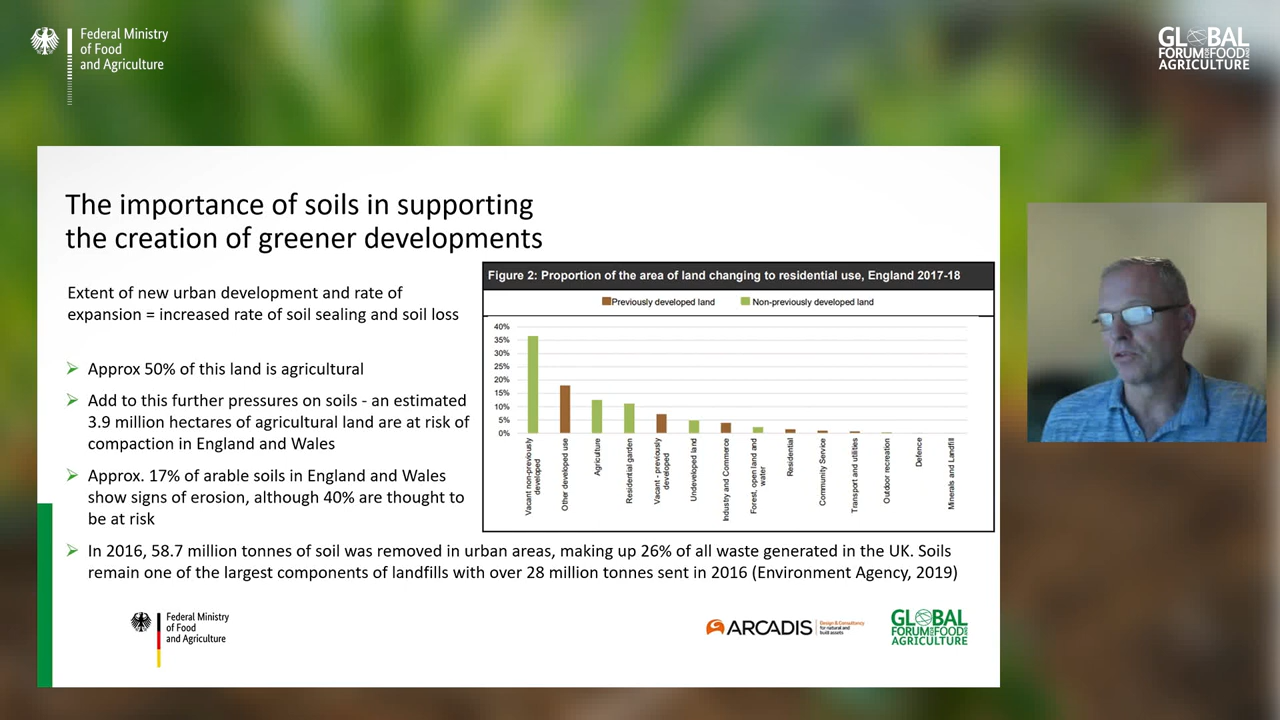 Federal Ministry
of Food
and Agriculture
GLOBAL
FORUM FOR FOOD AND
AGRICULTURE
The importance of soils in supporting
the creation of greener developments
Extent of new urban development and rate of
expansion = increased rate of soil sealing and soil loss
Approx 50% of this land is agricultural
Add to this further pressures on soils - an estimated
3.9 million hectares of agricultural land are at risk of
compaction in England and Wales
Approx. 17% of arable soils in England and Wales
show signs of erosion, although 40% are thought to
be at risk
In 2016, 58.7 million tonnes of soil was removed in urban areas, making up 26% of all waste generated in the UK. Soils
remain one of the largest components of landfills with over 28 million tonnes sent in 2016 (Environment Agency, 2019)
Figure 2: Proportion of the area of land changing to residential use, England 2017-18
Previously developed land
Non-previously developed land
40%
35%
30%
25%
20%
15%
10%
5%
0%
Vacant non-previously
developed
Other developed use
Agriculture
Residential garden
Vacant - previously
developed
Undeveloped land
Industry and Commerce
Forest, open land and
water
Residential
Community Service
Transport and utilities
Outdoor recreation
Defence
Minerals and Landfill
Federal Ministry
of Food
and Agriculture
ARCADIS
Design & Consultancy
for natural and
built assets
GLOBAL
FORUM FOR FOOD AND
AGRICULTURE